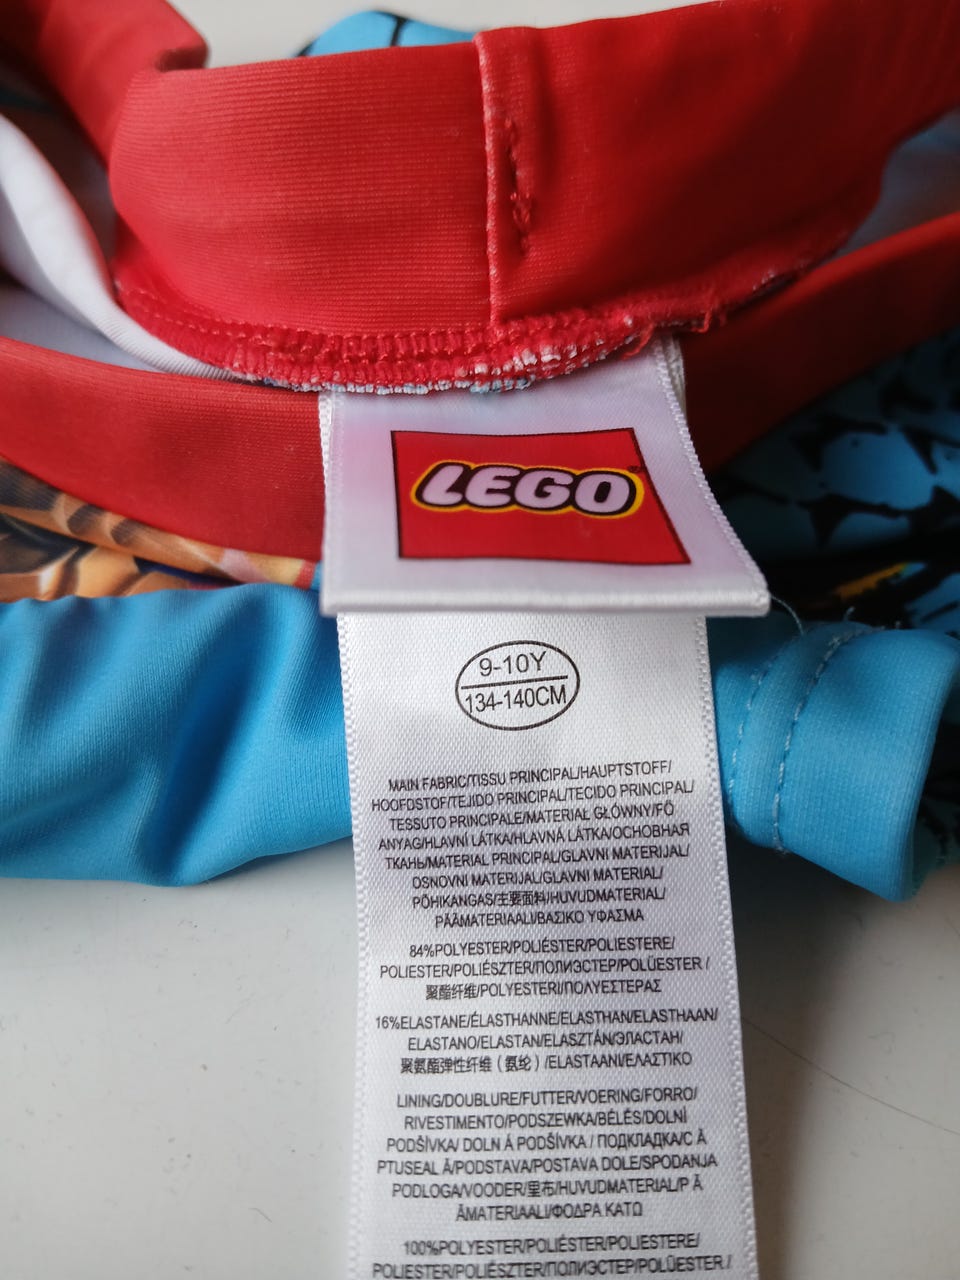 LEGO®
9-10Y
134-140CM
MAIN FABRIC/TISSU PRINCIPAL/HAUPTSTOFF/
HOOFDSTOF/TEJIDO PRINCIPAL/TECIDO PRINCIPAL/
TESSUTO PRINCIPALE/MATERIAŁ GŁÓWNY/FŐ
ANYAG/HLAVNÍ LÁTKA/HLAVNÁ LÁTKA/ОСНОВНАЯ
ТКАНЬ/MATERIAL PRINCIPAL/GLAVNI MATERIJAL/
OSNOVNI MATERIJAL/GLAVNI MATERIAL/
PÕHIKANGAS/主要面料/HUVUDMATERIAL/
PÄÄMATERIAALI/ΒΑΣΙΚΟ ΥΦΑΣΜΑ
84%POLYESTER/POLIÉSTER/POLIESTERE/
POLIESTER/POLIÉSZTER/ПОЛИЭСТЕР/POLÜESTER /
聚酯纤维/POLYESTERI/ΠΟΛΥΕΣΤΕΡΑΣ
16%ELASTANE/ÉLASTHANNE/ELASTHAN/ELASTHAAN/
ELASTANO/ELASTAN/ELASZTÁN/ЭЛАСТАН/
聚氨酯弹性纤维（氨纶）/ELASTAANI/ΕΛΑΣΤΙΚΟ
LINING/DOUBLURE/FUTTER/VOERING/FORRO/
RIVESTIMENTO/PODSZEWKA/BÉLÉS/DOLNÍ
PODŠÍVKA/ DOLN Á PODŠÍVKA / ПОДКЛАДКА/C Ă
PTUSEAL Ă/PODSTAVA/POSTAVA DOLE/SPODANJA
PODLOGA/VOODER/里布/HUVUDMATERIAL/P Ä
ÄMATERIAALI/ΦΟΔΡΑ ΚΑΤΩ
100%POLYESTER/POLIÉSTER/POLIESTERE/
POLIESTER/POLIÉSZTER/ПОЛИЭСТЕР/POLÜESTER /